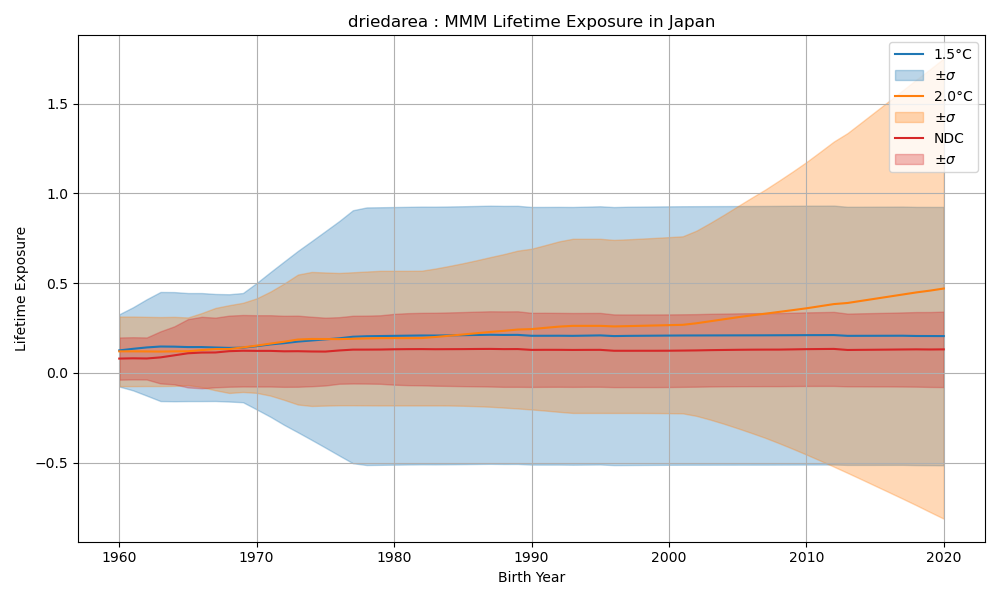 driedarea : MMM Lifetime Exposure in Japan
1.5°C
±σ
2.0°C
±σ
NDC
±σ
Lifetime Exposure
1.5
1.0
0.5
0.0
−0.5
1960 1970 1980 1990 2000 2010 2020
Birth Year